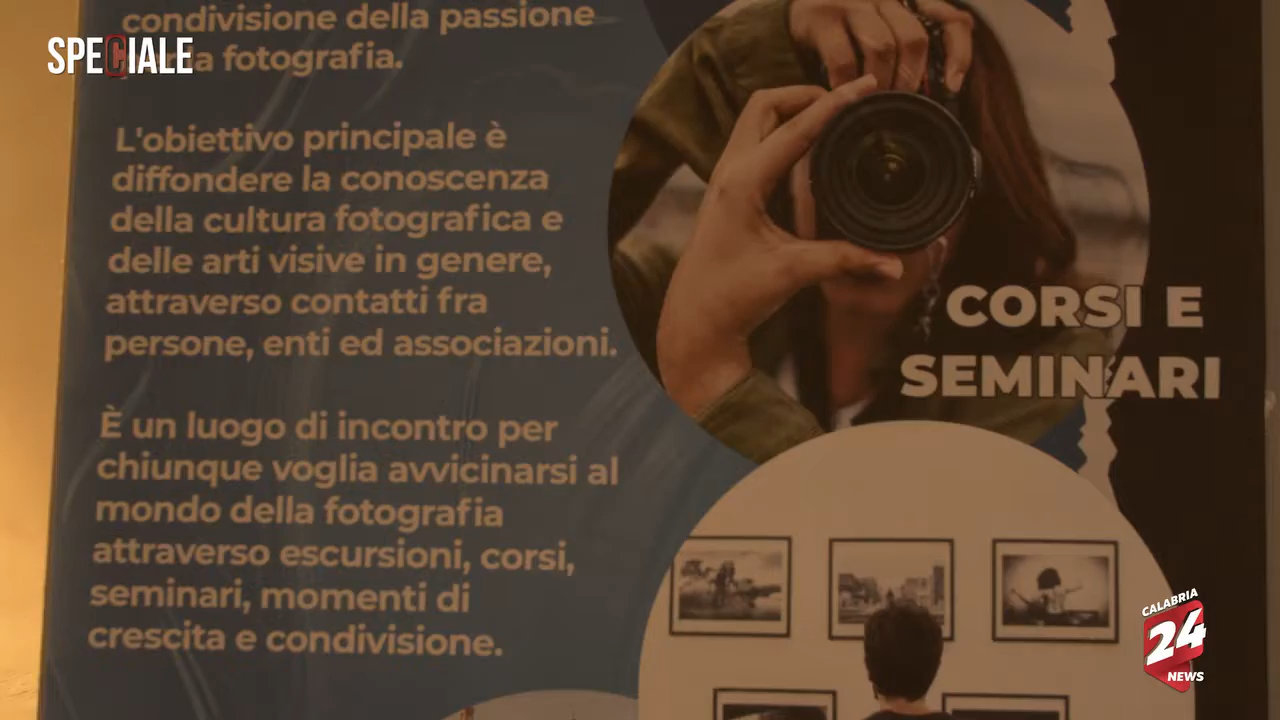 condivisione della passione
SPECIALE
la fotografia.
L'obiettivo principale è
diffondere la conoscenza
della cultura fotografica e
delle arti visive in genere,
attraverso contatti fra
persone, enti ed associazioni.
CORSI E
SEMINARI
È un luogo di incontro per
chiunque voglia avvicinarsi al
mondo della fotografia
attraverso escursioni, corsi,
seminari, momenti di
crescita e condivisione.
CALABRIA
24
NEWS